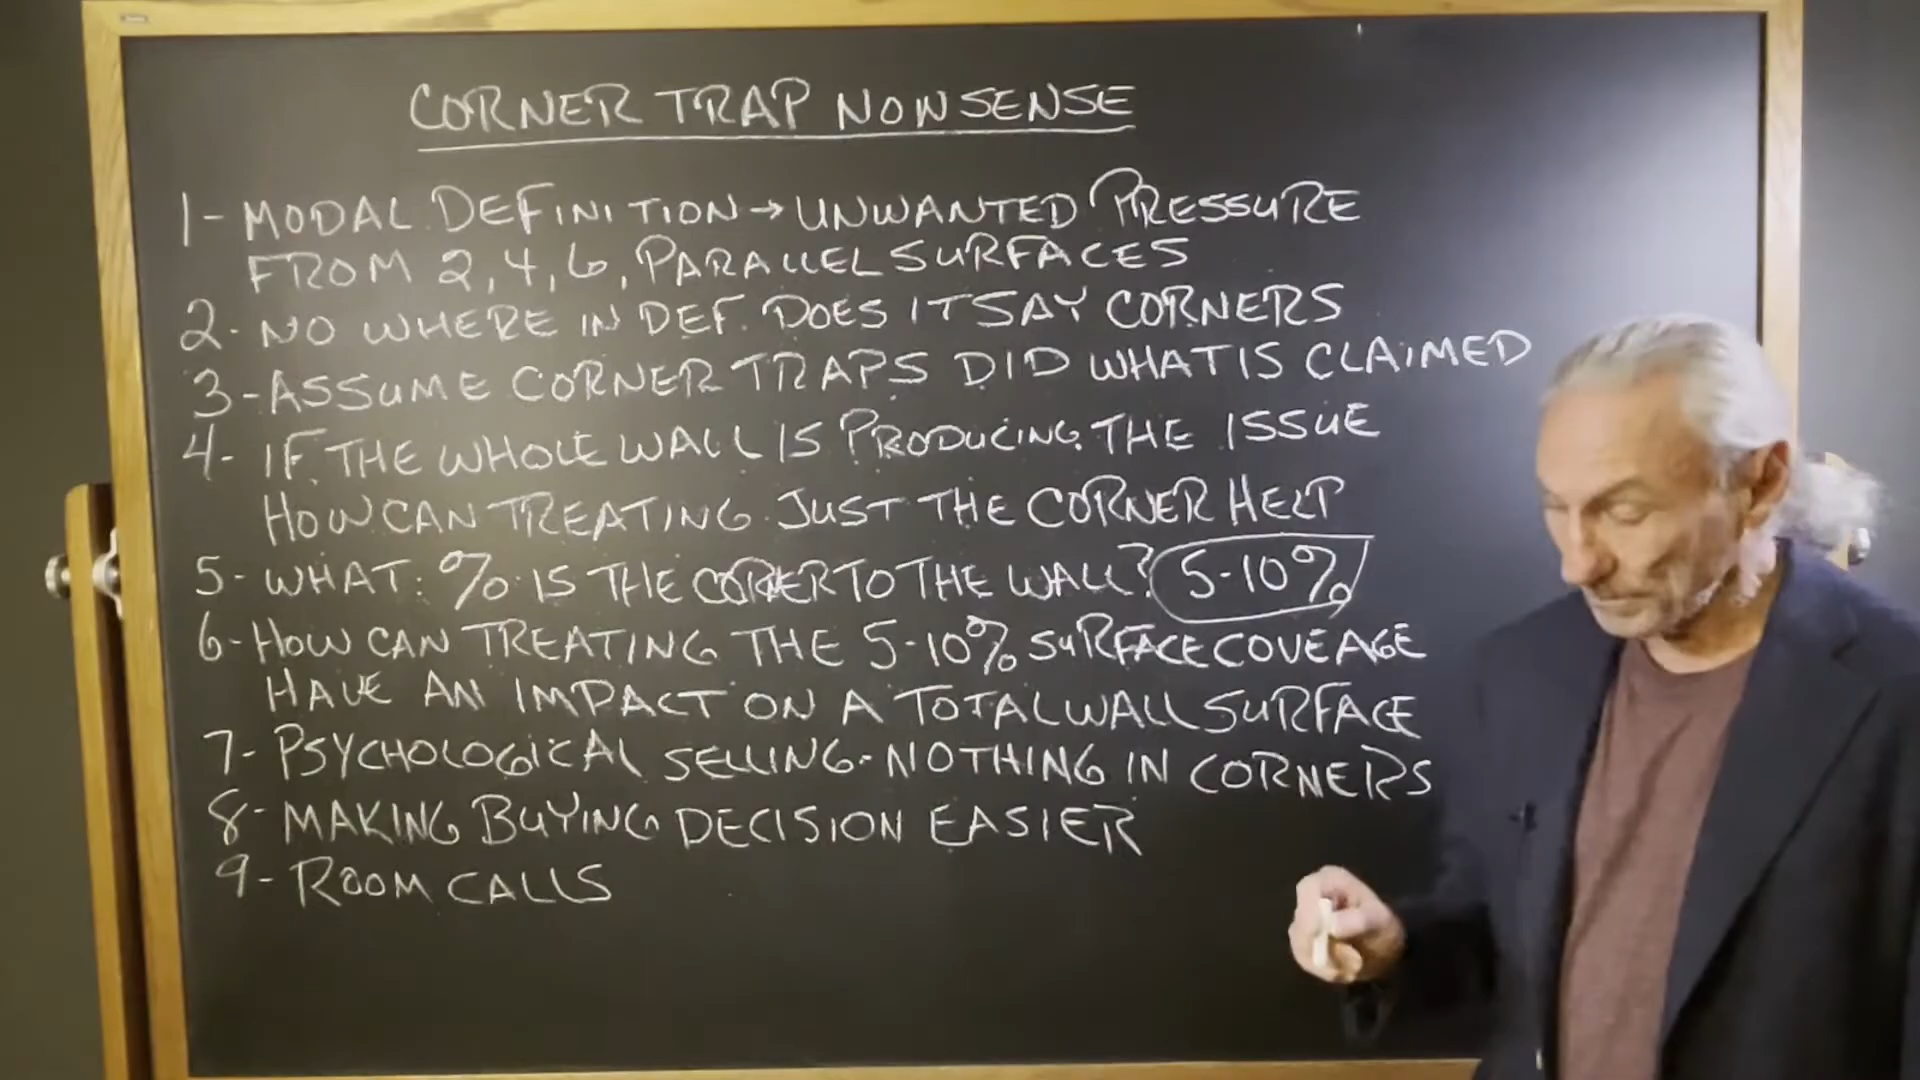 CORNER TRAP NONSENSE
1- MODAL DEFINITION → UNWANTED PRESSURE
FROM 2, 4, 6, PARALLEL SURFACES
2- NO WHERE IN DEF. DOES IT SAY CORNERS
3- ASSUME CORNER TRAPS DID WHAT IS CLAIMED
4- IF THE WHOLE WALL IS PRODUCING THE ISSUE
HOW CAN TREATING JUST THE CORNER HELP
5- WHAT % IS THE CORNER TO THE WALL? 5-10%
6- HOW CAN TREATING THE 5-10% SURFACE COVEAGE
HAVE AN IMPACT ON A TOTAL WALL SURFACE
7- PSYCHOLOGICAL SELLING - NOTHING IN CORNERS
8- MAKING BUYING DECISION EASIER
9- ROOM CALLS